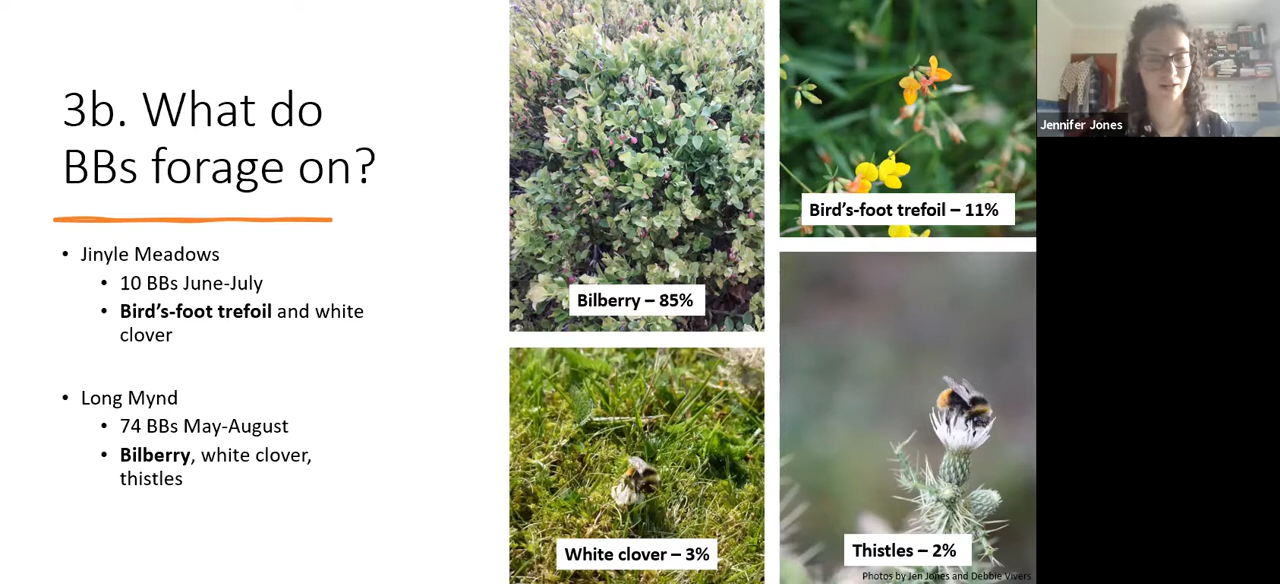 3b. What do
BBs forage on?
• Jinyle Meadows
• 10 BBs June-July
• Bird's-foot trefoil and white
clover
• Long Mynd
• 74 BBs May-August
• Bilberry, white clover,
thistles
Bilberry – 85%
Bird's-foot trefoil – 11%
White clover – 3%
Thistles – 2%
Photos by Jen Jones and Debbie Vivers
Jennifer Jones